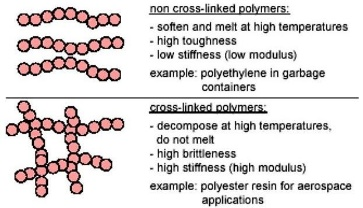 non cross-linked polymers:
- soften and melt at high temperatures
- high toughness
- low stiffness (low modulus)
example: polyethylene in garbage
containers
cross-linked polymers:
- decompose at high temperatures,
do not melt
- high brittleness
- high stiffness (high modulus)
example: polyester resin for aerospace
applications